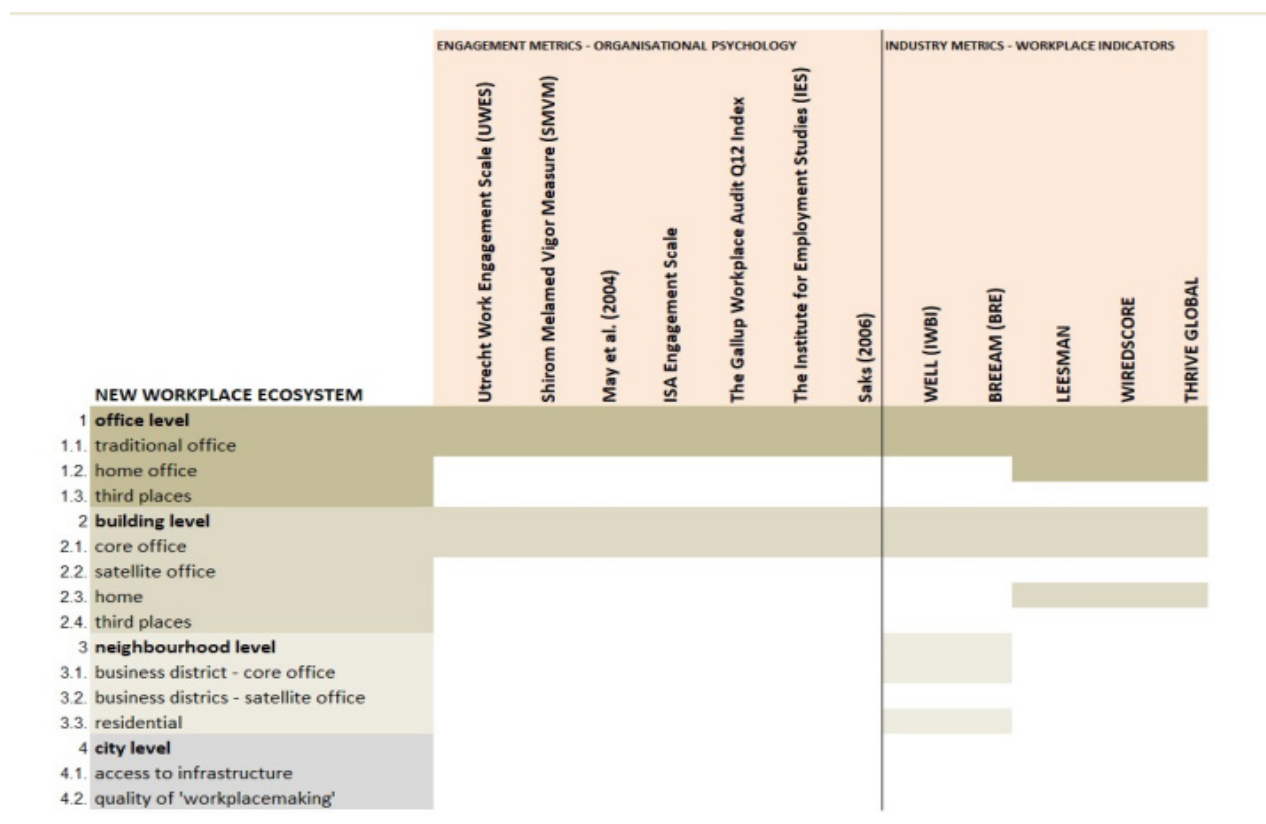 ENGAGEMENT METRICS - ORGANISATIONAL PSYCHOLOGY
INDUSTRY METRICS - WORKPLACE INDICATORS
Utrecht Work Engagement Scale (UWES)
Shirom Melamed Vigor Measure (SMVM)
May et al. (2004)
ISA Engagement Scale
The Gallup Workplace Audit Q12 Index
The Institute for Employment Studies (IES)
Saks (2006)
WELL (IWBI)
BREEAM (BRE)
LEESMAN
WIREDSCORE
THRIVE GLOBAL
NEW WORKPLACE ECOSYSTEM
1 office level
1.1. traditional office
1.2. home office
1.3. third places
2 building level
2.1. core office
2.2. satellite office
2.3. home
2.4. third places
3 neighbourhood level
3.1. business district - core office
3.2. business districs - satellite office
3.3. residential
4 city level
4.1. access to infrastructure
4.2. quality of 'workplacemaking'